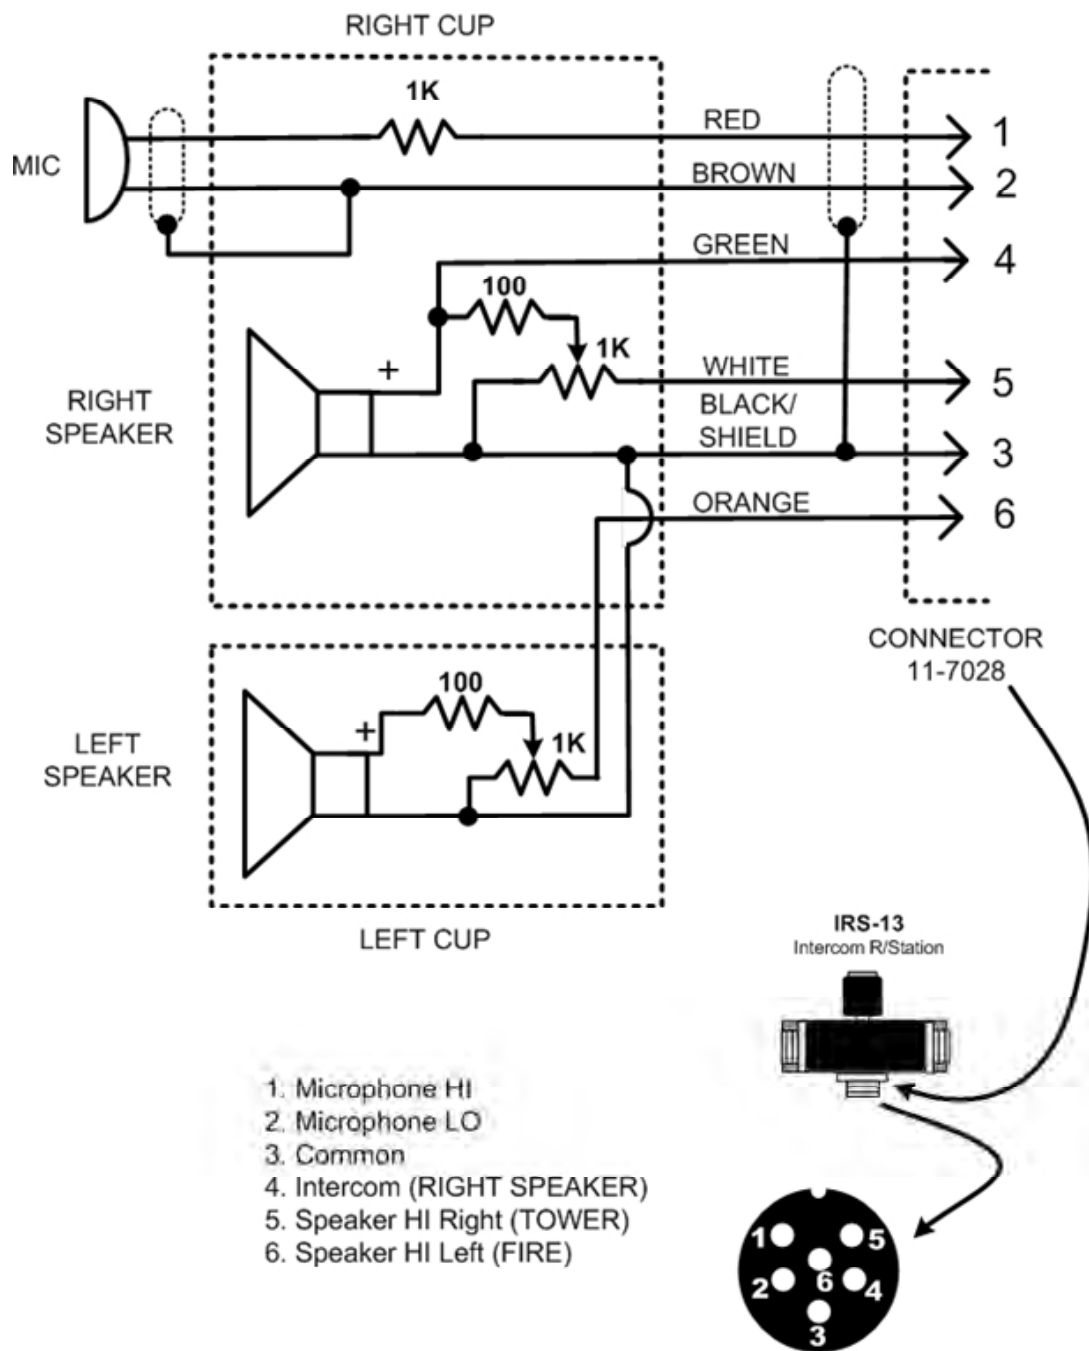 RIGHT CUP
1K
RED
1
MIC
BROWN
2
GREEN
4
100
1K
WHITE
5
RIGHT
SPEAKER
+
BLACK/
SHIELD
3
ORANGE
6
CONNECTOR
11-7028
100
LEFT
SPEAKER
+
1K
LEFT CUP
IRS-13
Intercom R/Station
1. Microphone HI
2. Microphone LO
3. Common
4. Intercom (RIGHT SPEAKER)
5. Speaker HI Right (TOWER)
6. Speaker HI Left (FIRE)
1 5
2 6 4
3